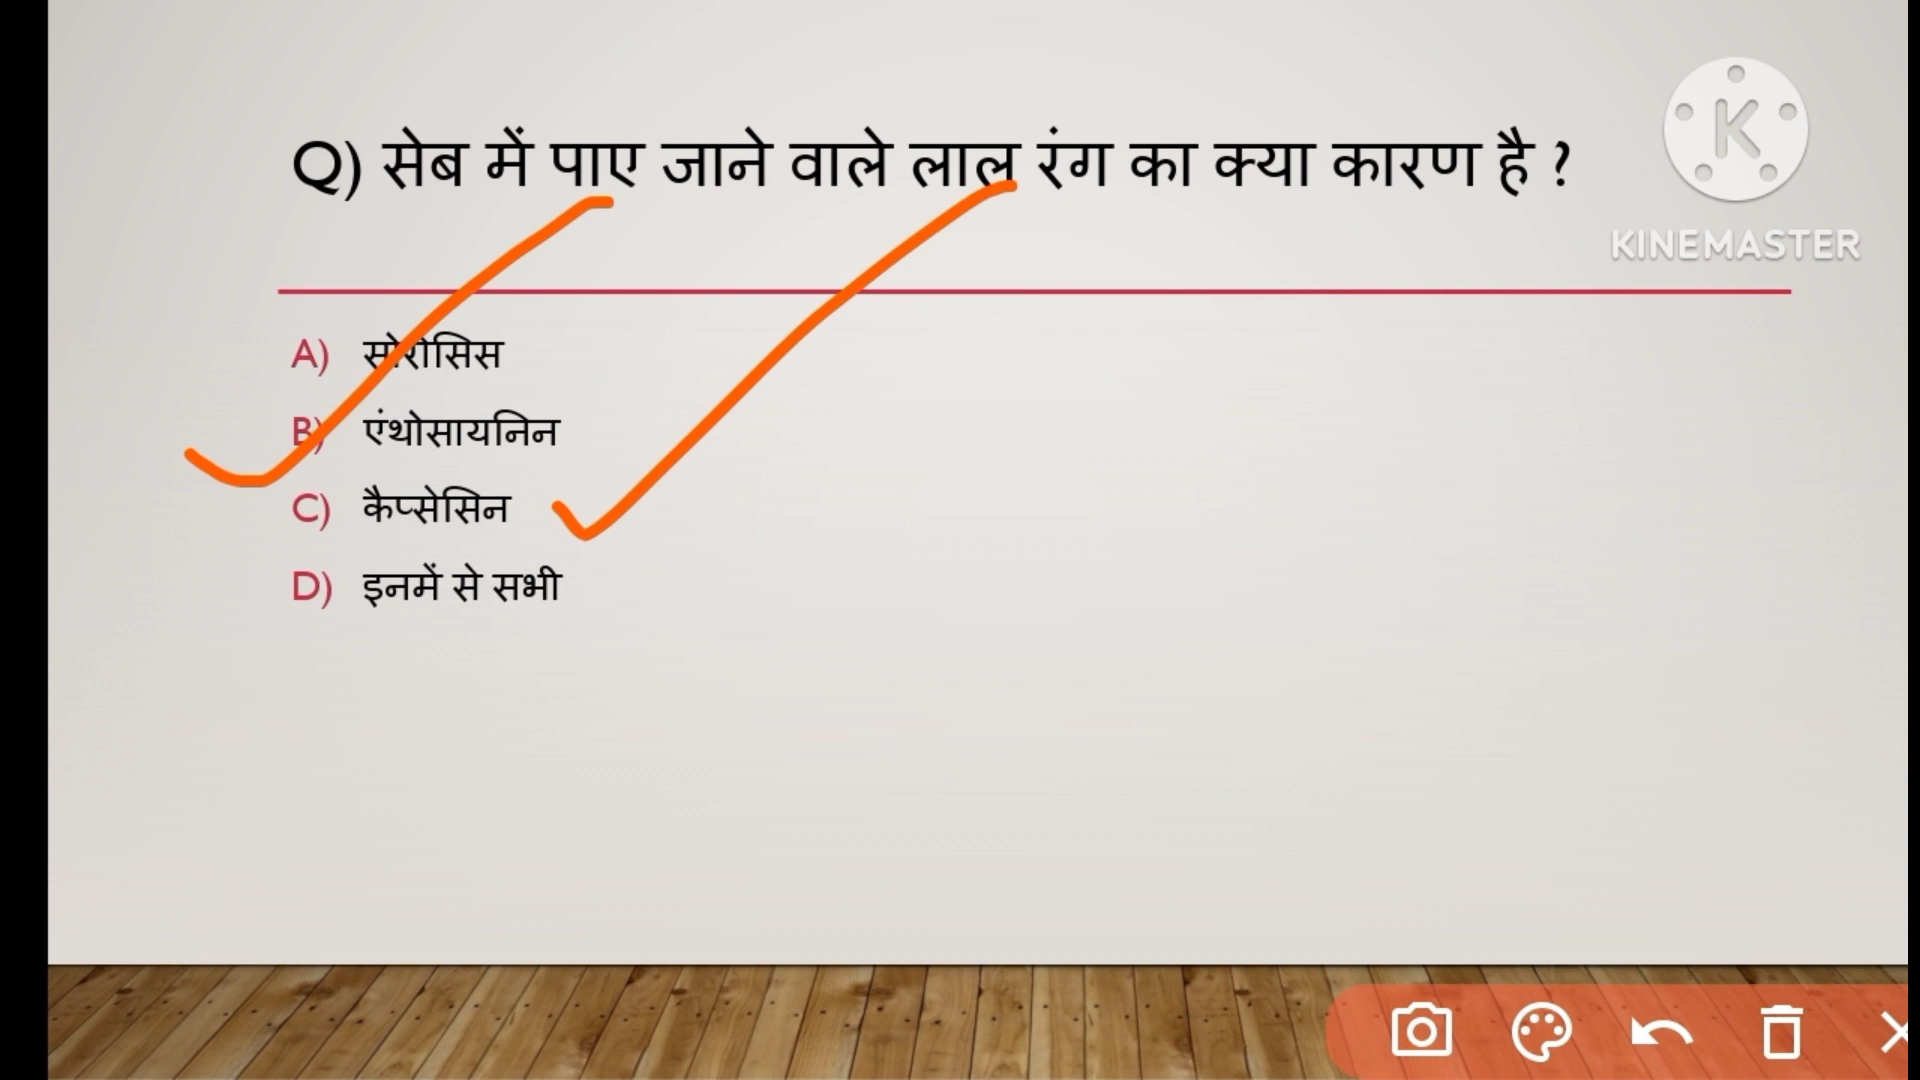 Q) सेब में पाए जाने वाले लाल रंग का क्या कारण है ?
KINEMASTER
A) सोरोसिस
B) एंथोसायनिन
C) कैप्सेसिन
D) इनमें से सभी